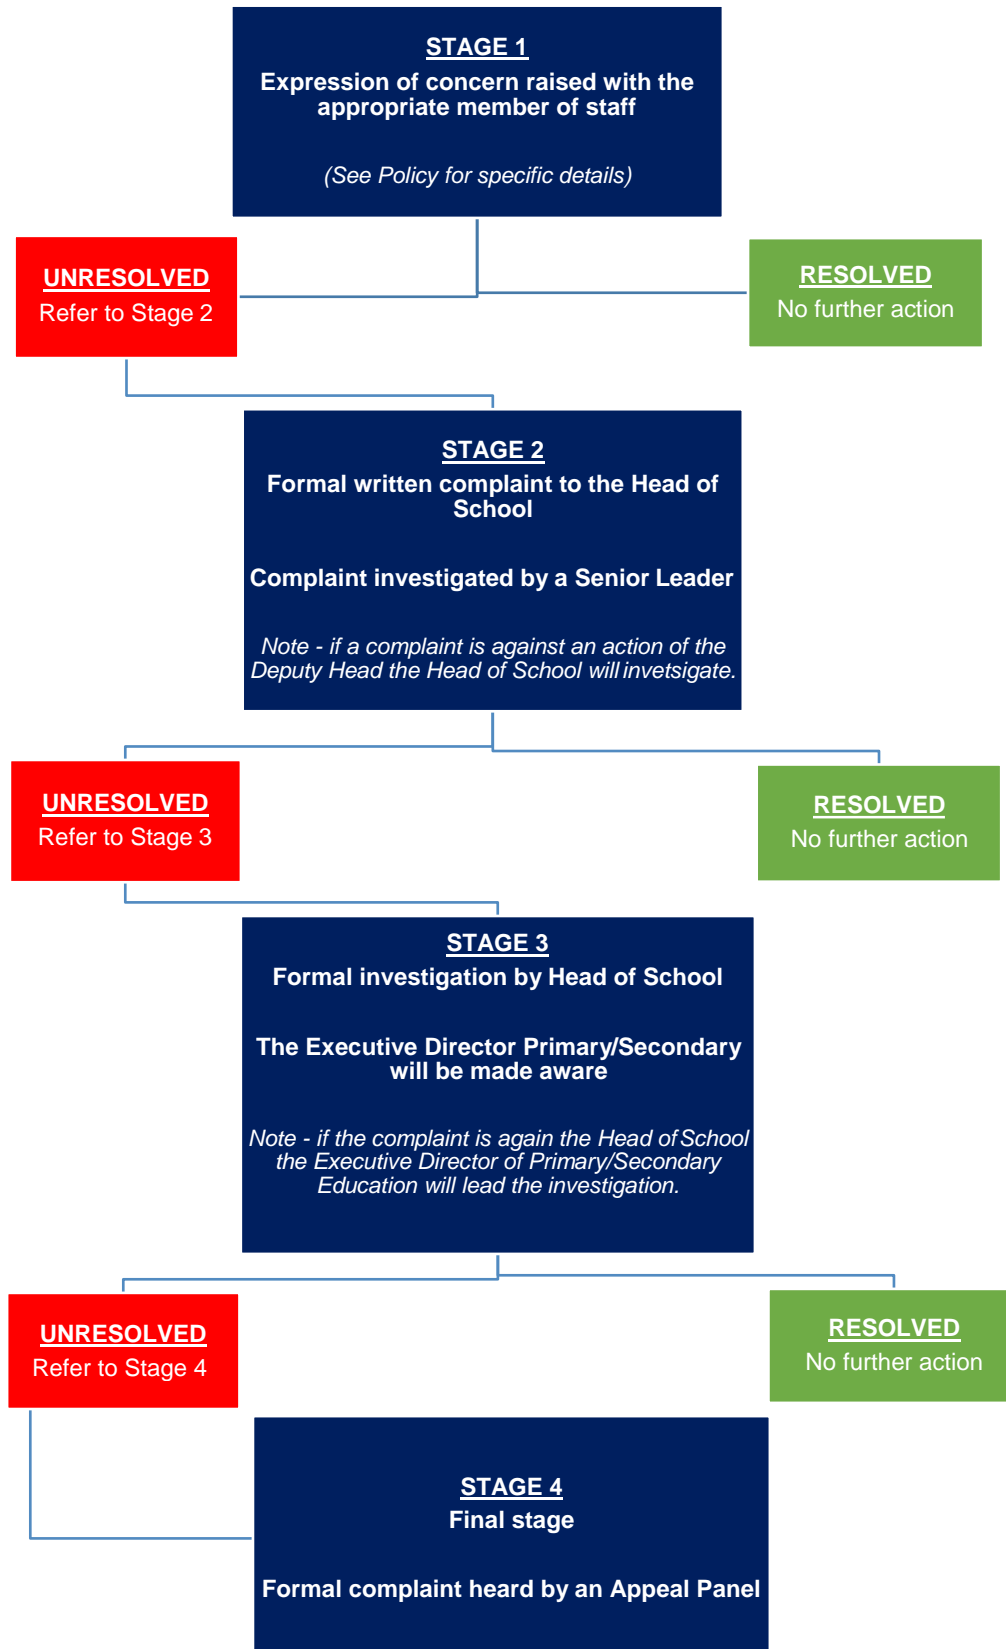 STAGE 1
Expression of concern raised with the
appropriate member of staff
(See Policy for specific details)
UNRESOLVED
Refer to Stage 2
RESOLVED
No further action
STAGE 2
Formal written complaint to the Head of
School
Complaint investigated by a Senior Leader
Note - if a complaint is against an action of the
Deputy Head the Head of School will invetsigate.
UNRESOLVED
Refer to Stage 3
RESOLVED
No further action
STAGE 3
Formal investigation by Head of School
The Executive Director Primary/Secondary
will be made aware
Note - if the complaint is again the Head of School
the Executive Director of Primary/Secondary
Education will lead the investigation.
UNRESOLVED
Refer to Stage 4
RESOLVED
No further action
STAGE 4
Final stage
Formal complaint heard by an Appeal Panel